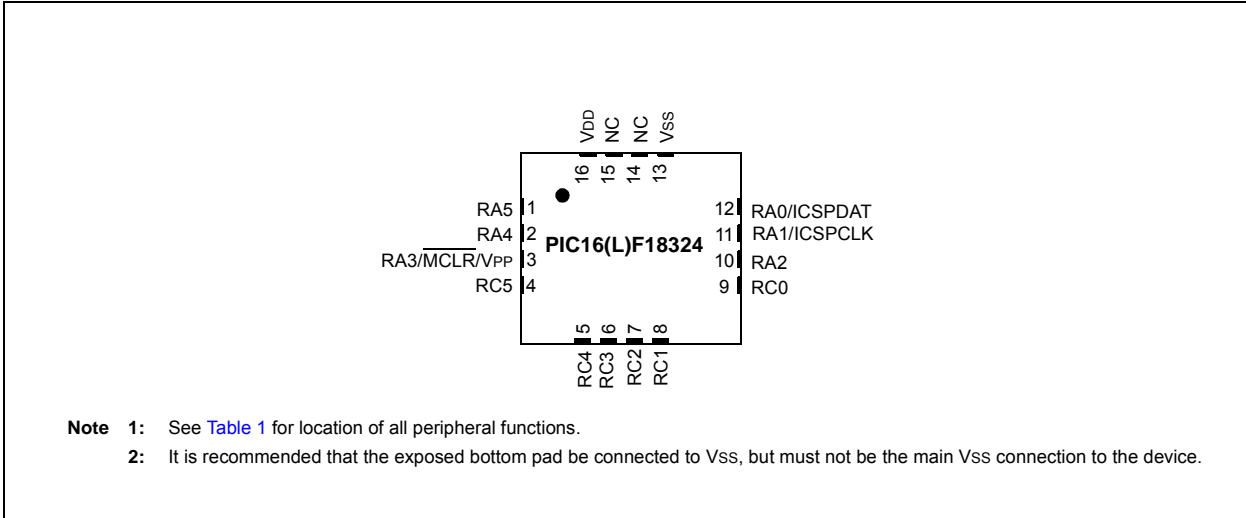 VDD
NC
NC
VSS
16
15
14
13
RA5 1
RA4 2
RA3/MCLR/VPP 3
RC5 4
PIC16(L)F18324
12 RA0/ICSPDAT
11 RA1/ICSPCLK
10 RA2
9 RC0
5
6
7
8
RC4
RC3
RC2
RC1
Note 1: See Table 1 for location of all peripheral functions.
2: It is recommended that the exposed bottom pad be connected to VSS, but must not be the main VSS connection to the device.